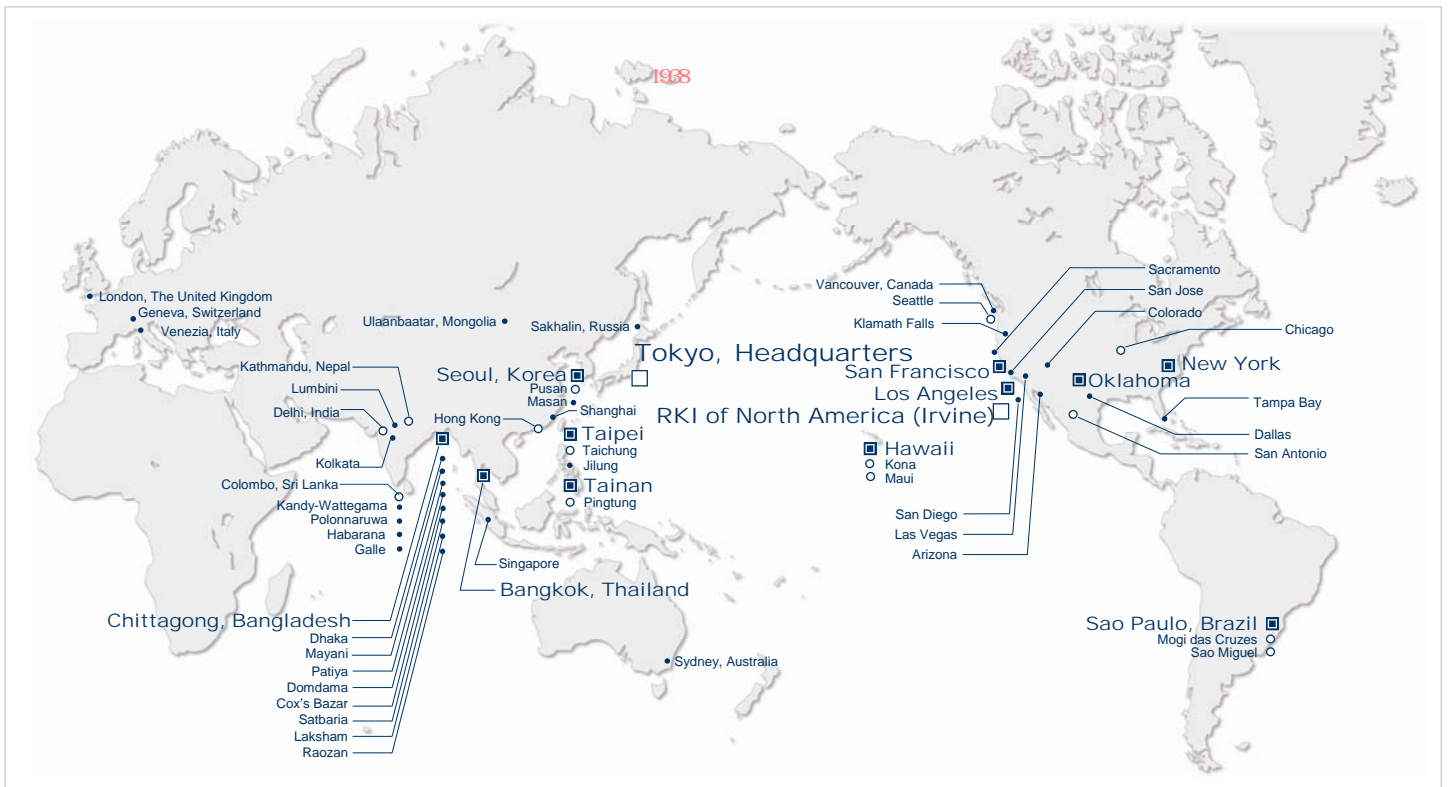 1938
London, The United Kingdom
Geneva, Switzerland
Venezia, Italy
Ulaanbaatar, Mongolia
Sakhalin, Russia
Tokyo, Headquarters
Seoul, Korea
Pusan
Masan
Shanghai
Hong Kong
Taipei
Taichung
Jilung
Tainan
Pingtung
Kathmandu, Nepal
Lumbini
Delhi, India
Kolkata
Colombo, Sri Lanka
Kandy-Wattegama
Polonnaruwa
Habarana
Galle
Singapore
Bangkok, Thailand
Chittagong, Bangladesh
Dhaka
Mayani
Patiya
Domdama
Cox's Bazar
Satbaria
Laksham
Raozan
Sydney, Australia
Vancouver, Canada
Seattle
Klamath Falls
San Francisco
Los Angeles
RKI of North America (Irvine)
Hawaii
Kona
Maui
San Diego
Las Vegas
Arizona
Sacramento
San Jose
Colorado
Chicago
New York
Oklahoma
Tampa Bay
Dallas
San Antonio
Sao Paulo, Brazil
Mogi das Cruzes
Sao Miguel